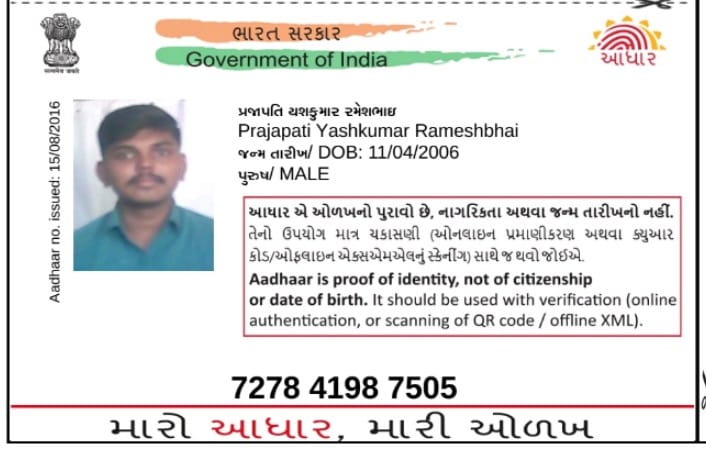 ભારત સરકાર
Government of India
આધાર
सत्यमेव जयते
Aadhaar no. issued: 15/08/2016
પ્રજાપતિ યશકુમાર રમેશભાઇ
Prajapati Yashkumar Rameshbhai
જન્મ તારીખ/ DOB: 11/04/2006
પુરુષ/ MALE
આધાર એ ઓળખનો પુરાવો છે, નાગરિકતા અથવા જન્મ તારીખનો નહીં.
તેનો ઉપયોગ માત્ર ચકાસણી (ઓનલાઇન પ્રમાણીકરણ અથવા ક્યુઆર
કોડ/ઓફલાઇન એક્સએમએલનું સ્કેનીંગ) સાથે જ થવો જોઈએ.
Aadhaar is proof of identity, not of citizenship
or date of birth. It should be used with verification (online
authentication, or scanning of QR code / offline XML).
7278 4198 7505
મારો આધાર, મારી ઓળખ